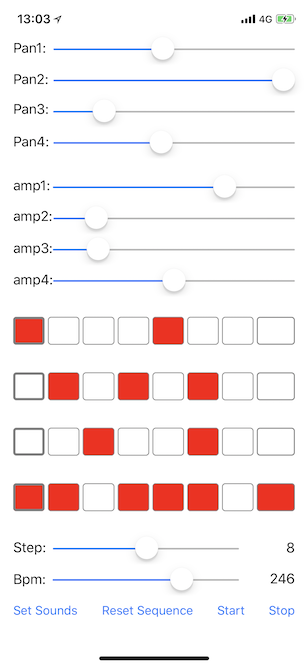 13:03 4G
Pan1:
Pan2:
Pan3:
Pan4:
amp1:
amp2:
amp3:
amp4:
Step: 8
Bpm: 246
Set Sounds Reset Sequence Start Stop